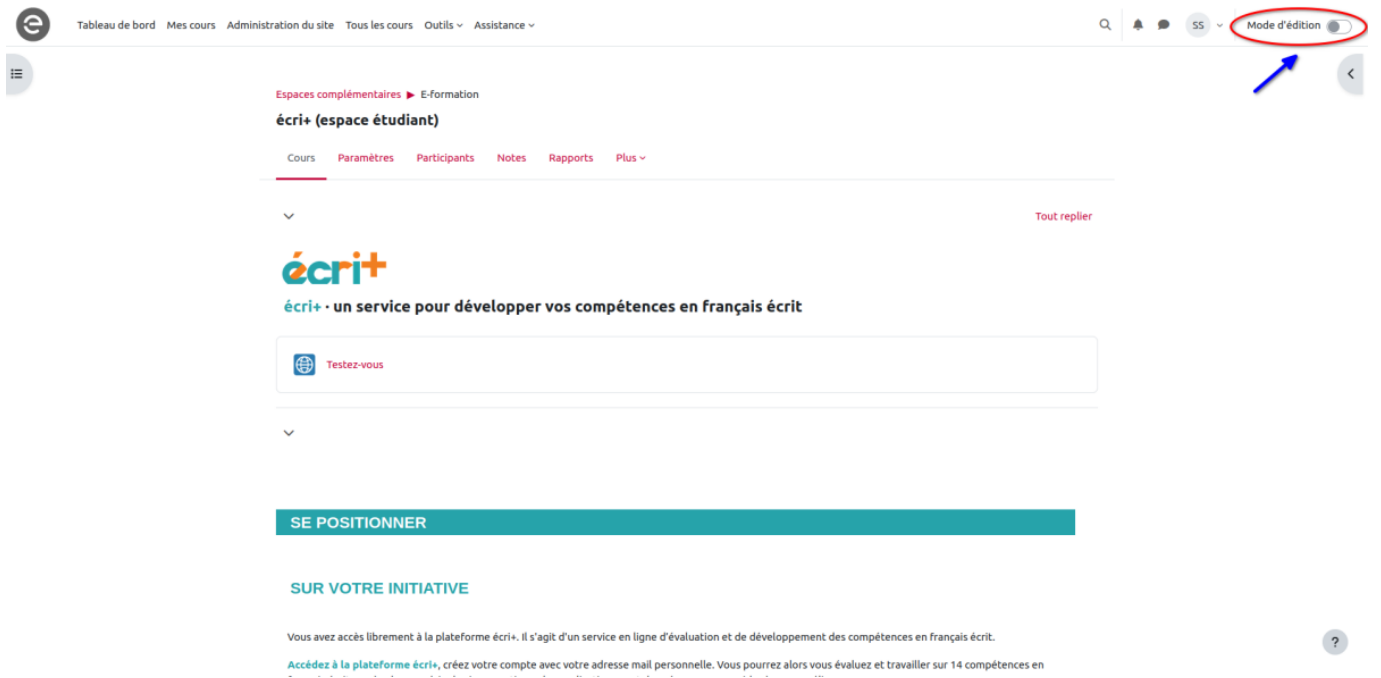 Tableau de bord Mes cours Administration du site Tous les cours Outils Assistance SS Mode d'édition
Espaces complémentaires ▶ E-formation
écri+ (espace étudiant)
Cours Paramètres Participants Notes Rapports Plus
Tout replier
écri+
écri+ · un service pour développer vos compétences en français écrit
Testez-vous
SE POSITIONNER
SUR VOTRE INITIATIVE
Vous avez accès librement à la plateforme écri+. Il s'agit d'un service en ligne d'évaluation et de développement des compétences en français écrit.
?
Accédez à la plateforme écri+, créez votre compte avec votre adresse mail personnelle. Vous pourrez alors vous évaluez et travailler sur 14 compétences en